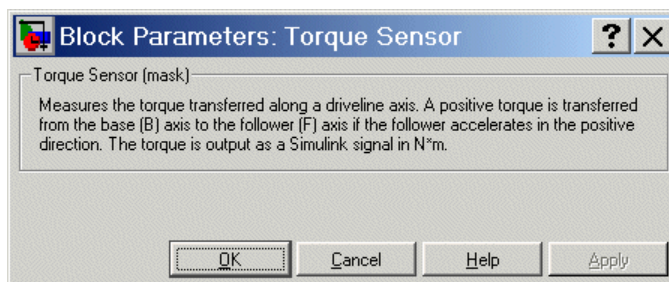 Block Parameters: Torque Sensor
Torque Sensor (mask)
Measures the torque transferred along a driveline axis. A positive torque is transferred
from the base (B) axis to the follower (F) axis if the follower accelerates in the positive
direction. The torque is output as a Simulink signal in N*m.
OK Cancel Help Apply